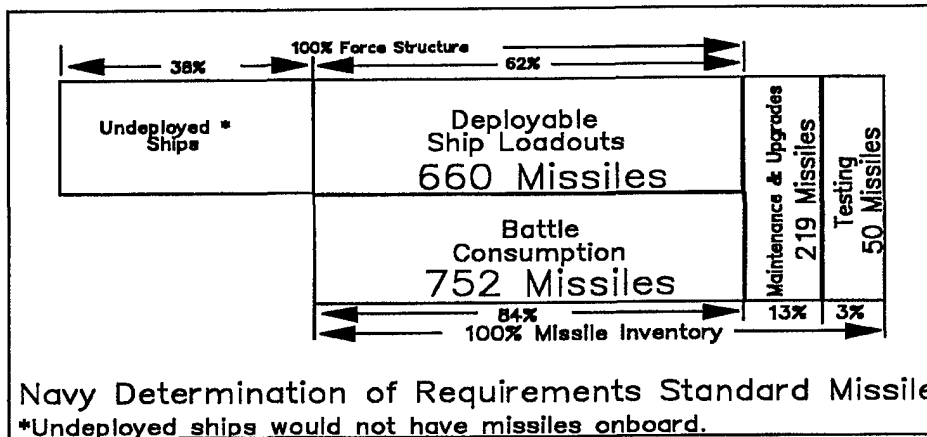 100% Force Structure
38%
62%
Undeployed *
Ships
Deployable
Ship Loadouts
660 Missiles
Battle
Consumption
752 Missiles
Maintenance & Upgrades
219 Missiles
Testing
50 Missiles
84%
13%
3%
100% Missile Inventory
Navy Determination of Requirements Standard Missile
*Undeployed ships would not have missiles onboard.